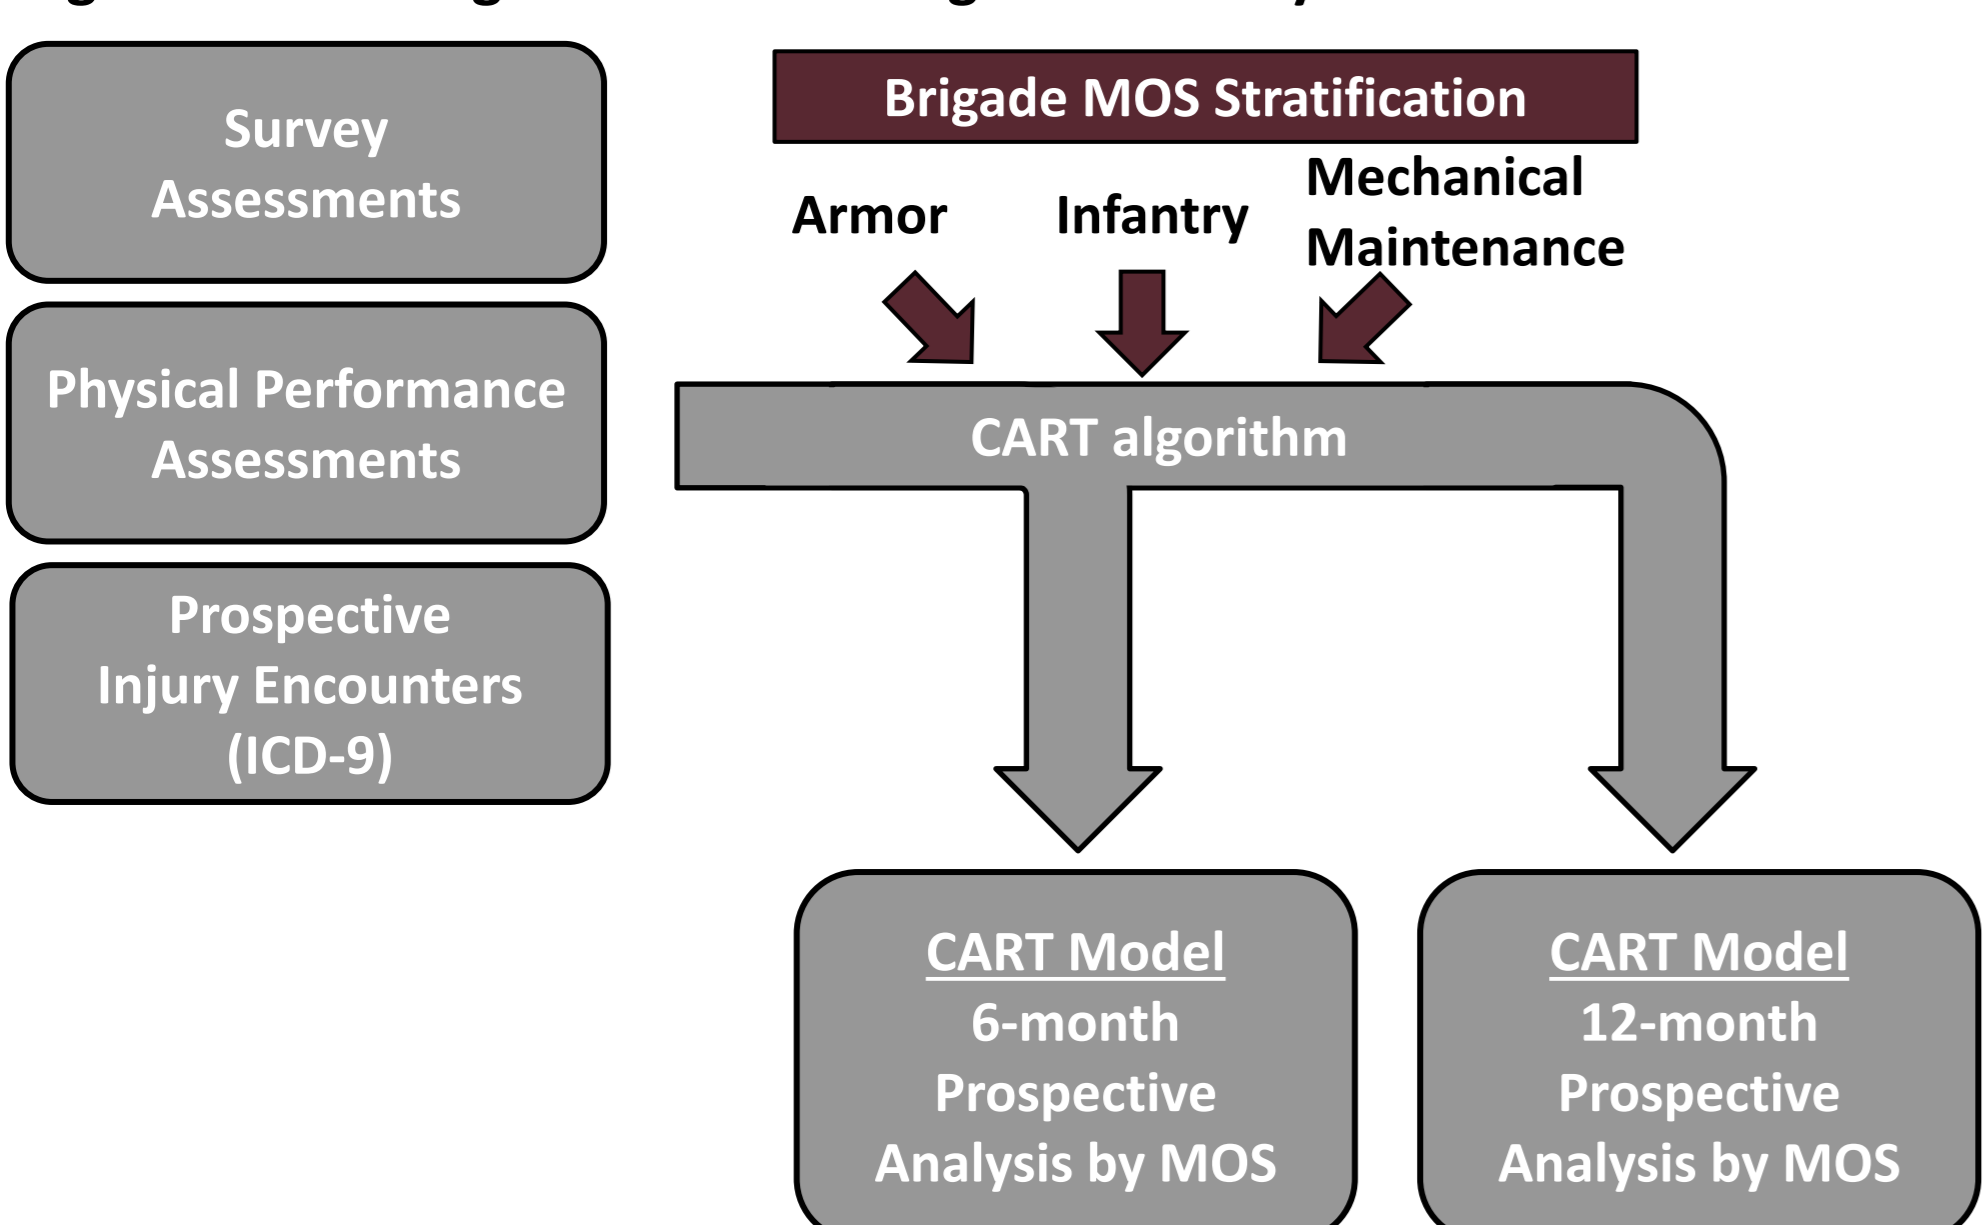 Survey
Assessments
Physical Performance
Assessments
Prospective
Injury Encounters
(ICD-9)
Brigade MOS Stratification
Armor
Infantry
Mechanical
Maintenance
CART algorithm
CART Model
6-month
Prospective
Analysis by MOS
CART Model
12-month
Prospective
Analysis by MOS